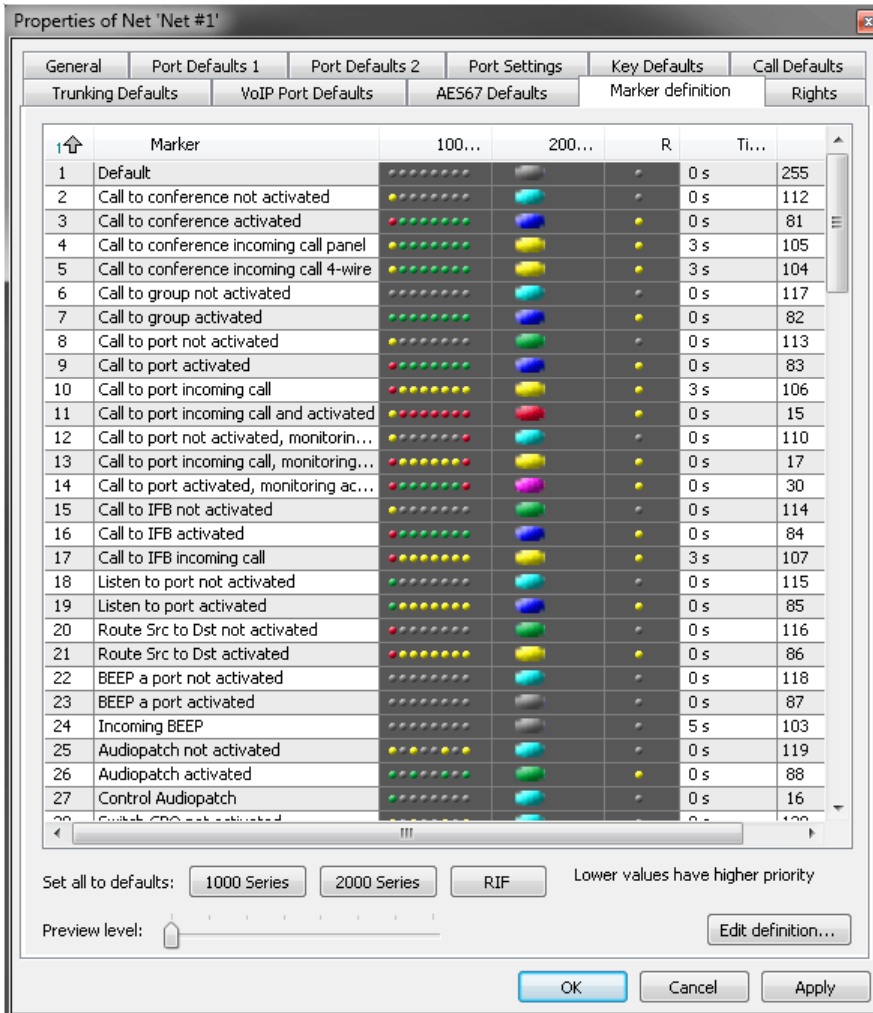 Properties of Net 'Net #1'
General Port Defaults 1 Port Defaults 2 Port Settings Key Defaults Call Defaults
Trunking Defaults VoIP Port Defaults AES67 Defaults Marker definition Rights
1 Marker 100... 200... R Ti...
1 Default 0 s 255
2 Call to conference not activated 0 s 112
3 Call to conference activated 0 s 81
4 Call to conference incoming call panel 3 s 105
5 Call to conference incoming call 4-wire 3 s 104
6 Call to group not activated 0 s 117
7 Call to group activated 0 s 82
8 Call to port not activated 0 s 113
9 Call to port activated 0 s 83
10 Call to port incoming call 3 s 106
11 Call to port incoming call and activated 0 s 15
12 Call to port not activated, monitorin... 0 s 110
13 Call to port incoming call, monitoring... 0 s 17
14 Call to port activated, monitoring ac... 0 s 30
15 Call to IFB not activated 0 s 114
16 Call to IFB activated 0 s 84
17 Call to IFB incoming call 3 s 107
18 Listen to port not activated 0 s 115
19 Listen to port activated 0 s 85
20 Route Src to Dst not activated 0 s 116
21 Route Src to Dst activated 0 s 86
22 BEEP a port not activated 0 s 118
23 BEEP a port activated 0 s 87
24 Incoming BEEP 5 s 103
25 Audiopatch not activated 0 s 119
26 Audiopatch activated 0 s 88
27 Control Audiopatch 0 s 16
Set all to defaults: 1000 Series 2000 Series RIF Lower values have higher priority
Preview level: Edit definition...
OK Cancel Apply